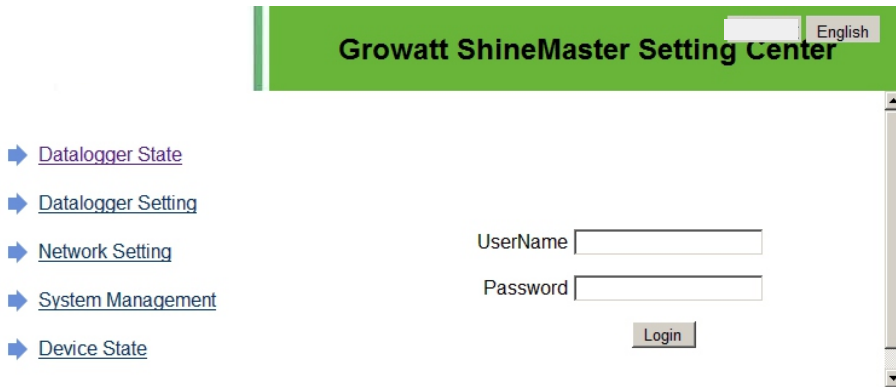 Growatt ShineMaster Setting Center
English
Datalogger State
Datalogger Setting
Network Setting
System Management
Device State
UserName
Password
Login